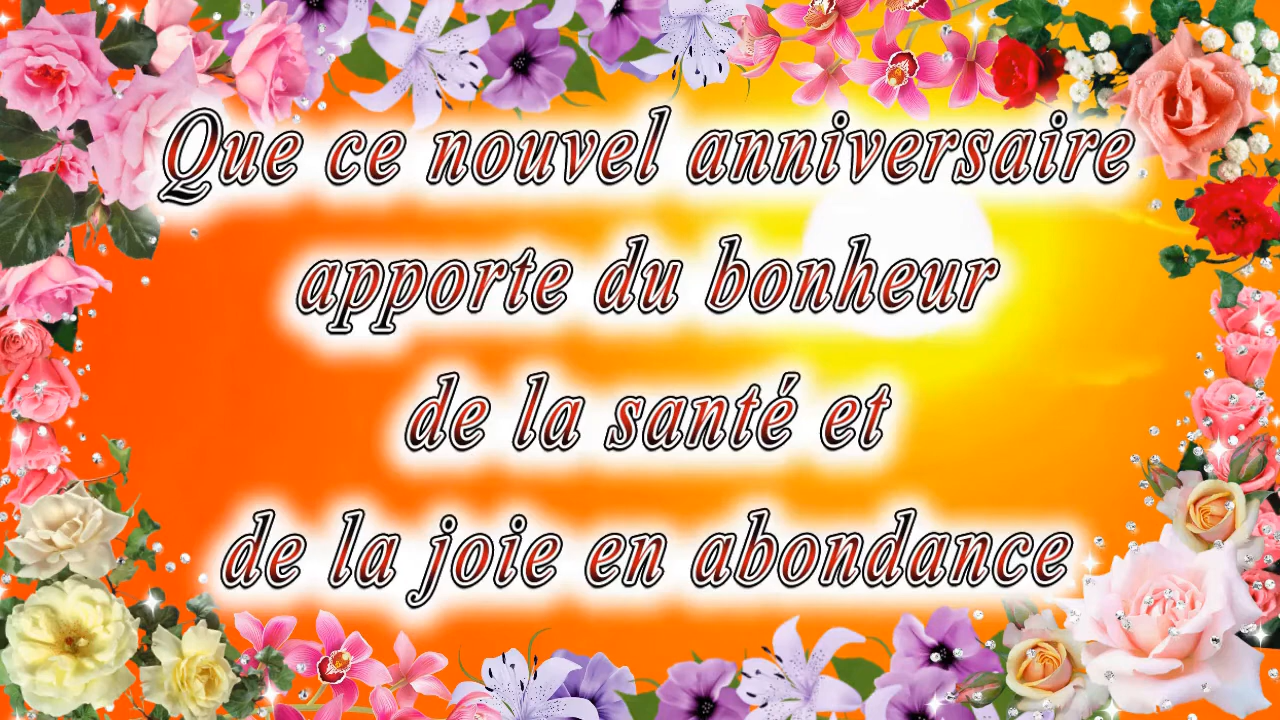 Que ce nouvel anniversaire
apporte du bonheur
de la santé et
de la joie en abondance